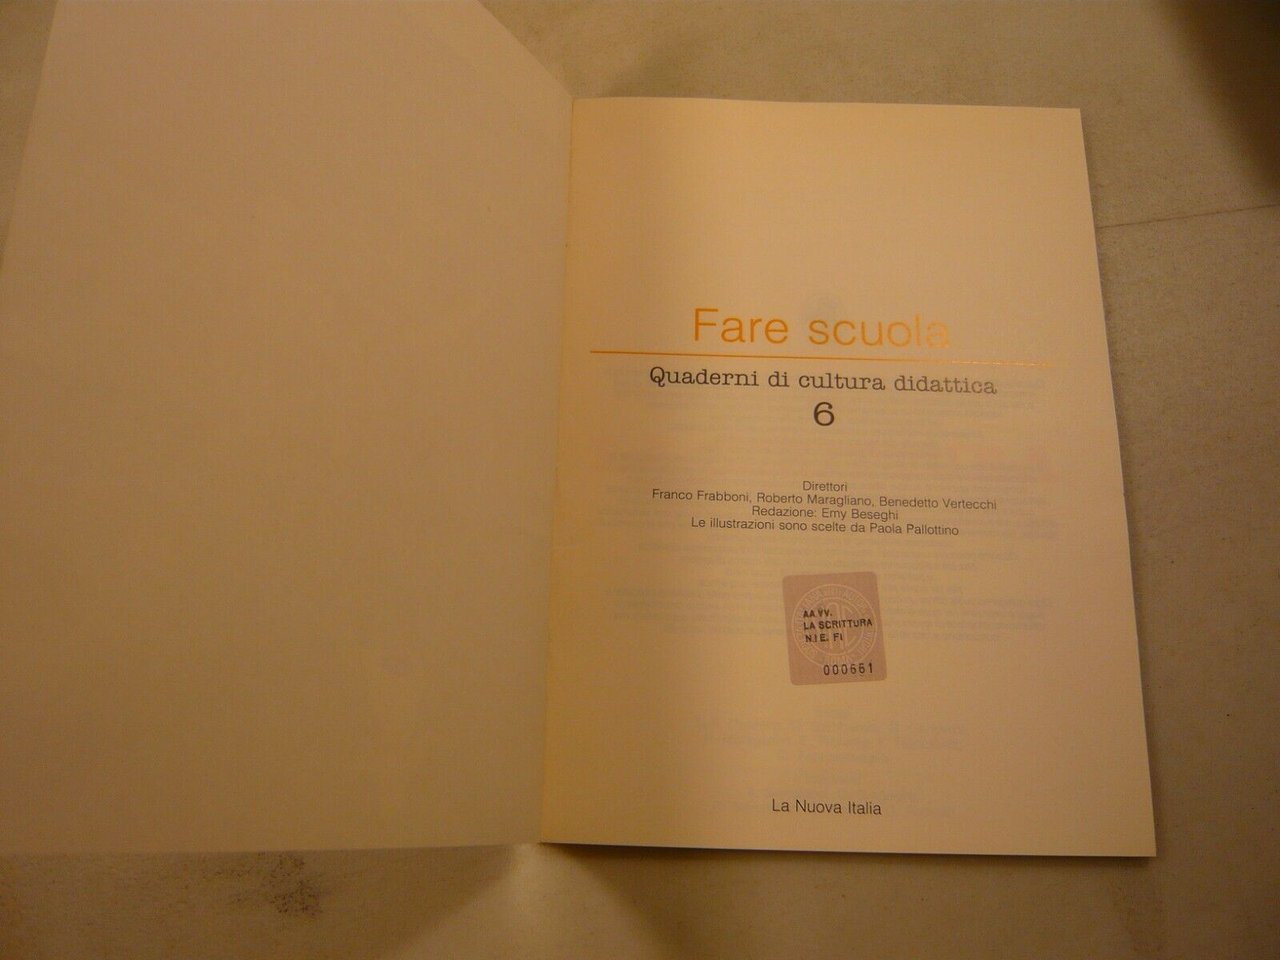 Fare scuola
Quaderni di cultura didattica
6
Direttori
Franco Frabboni, Roberto Maragliano, Benedetto Vertecchi
Redazione: Emy Beseghi
Le illustrazioni sono scelte da Paola Pallottino
AA.VV.
LA SCRITTURA
N.I.E. FI
000661
La Nuova Italia